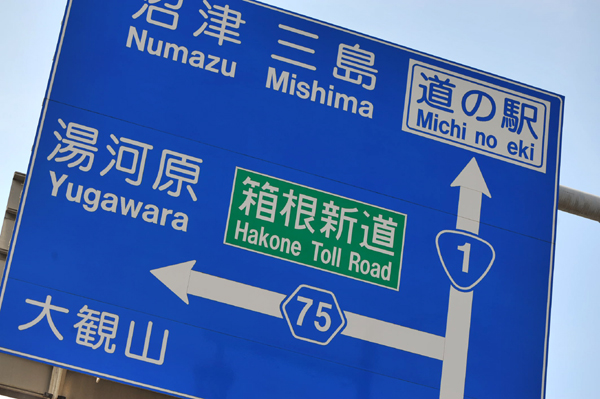 沼津 三島
Numazu Mishima
道の駅
Michi no eki
湯河原
Yugawara
箱根新道
Hakone Toll Road
1
75
大観山